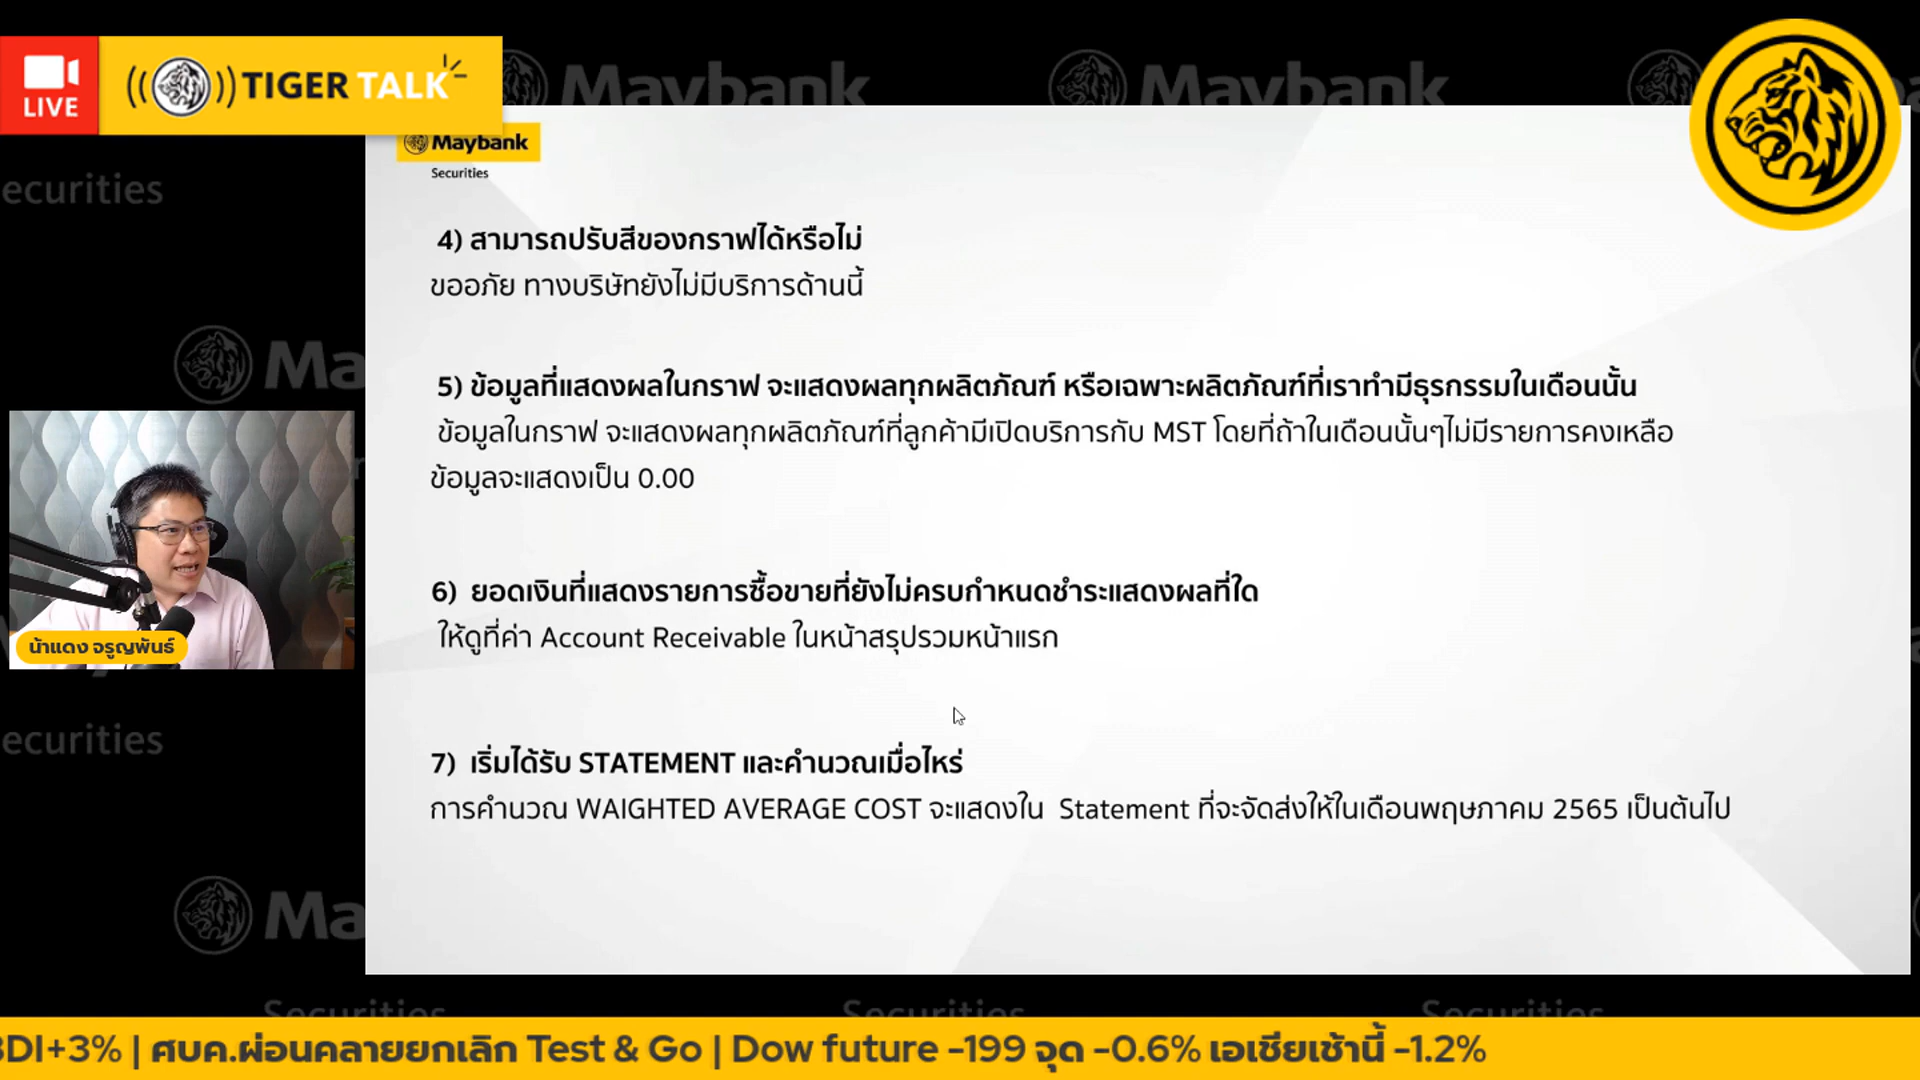 LIVE
TIGER TALK
Maybank
Maybank
Maybank
Securities
ecurities
4) สามารถปรับสีของกราฟได้หรือไม่
ขออภัย ทางบริษัทยังไม่มีบริการด้านนี้
Ma
5) ข้อมูลที่แสดงผลในกราฟ จะแสดงผลทุกผลิตภัณฑ์ หรือเฉพาะผลิตภัณฑ์ที่เราทำมีธุรกรรมในเดือนนั้น
ข้อมูลในกราฟ จะแสดงผลทุกผลิตภัณฑ์ที่ลูกค้ามีเปิดบริการกับ MST โดยที่ถ้าในเดือนนั้นๆไม่มีรายการคงเหลือ
ข้อมูลจะแสดงเป็น 0.00
6) ยอดเงินที่แสดงรายการซื้อขายที่ยังไม่ครบกำหนดชำระแสดงผลที่ใด
ให้ดูที่ค่า Account Receivable ในหน้าสรุปรวมหน้าแรก
น้าแดง จรูญพันธ์
ecurities
7) เริ่มได้รับ STATEMENT และคำนวณเมื่อไหร่
การคำนวณ WAIGHTED AVERAGE COST จะแสดงใน Statement ที่จะจัดส่งให้ในเดือนพฤษภาคม 2565 เป็นต้นไป
Ma
Securities
Securities
Securities
BDI+3% | ศบค.ผ่อนคลายยกเลิก Test & Go | Dow future -199 จุด -0.6% เอเชียเช้านี้ -1.2%